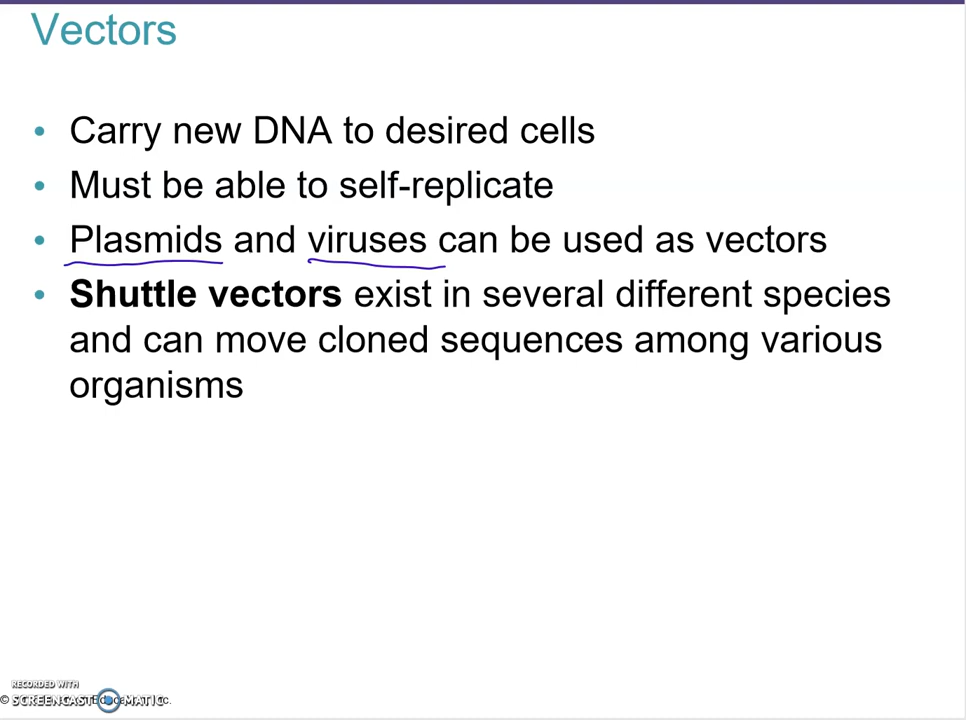 Vectors
• Carry new DNA to desired cells
• Must be able to self-replicate
• Plasmids and viruses can be used as vectors
• Shuttle vectors exist in several different species
and can move cloned sequences among various
organisms
RECORDED WITH
SCREENCAST MATIC
©
Inc.